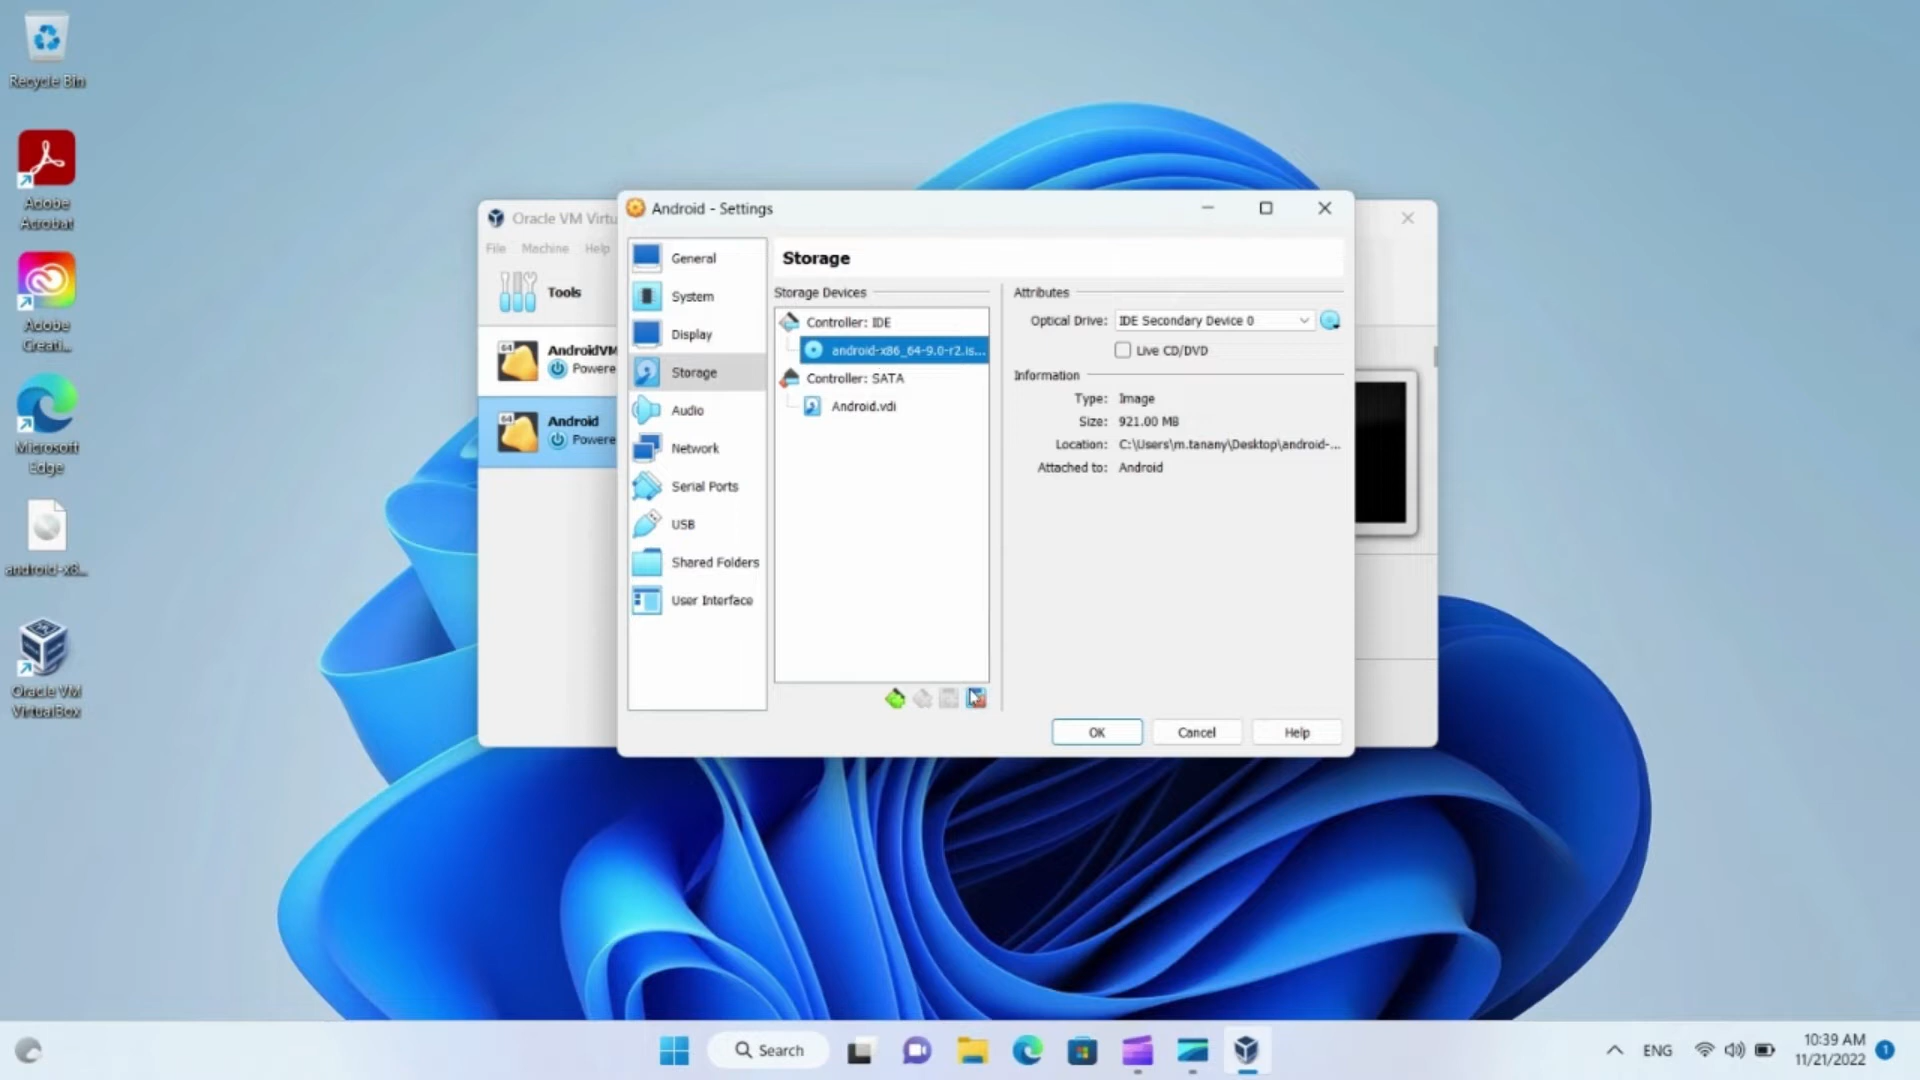 Recycle Bin
Adobe
Acrobat
Adobe
Creati...
Microsoft
Edge
android-x8...
Oracle VM
VirtualBox
Oracle VM Virtu
File Machine Help
Tools
64
AndroidVM
Powere
64
Android
Powere
Android - Settings
General
System
Display
Storage
Audio
Network
Serial Ports
USB
Shared Folders
User Interface
Storage
Storage Devices
Controller: IDE
android-x86_64-9.0-r2.is...
Controller: SATA
Android.vdi
Attributes
Optical Drive: IDE Secondary Device 0
Live CD/DVD
Information
Type: Image
Size: 921.00 MB
Location: C:\Users\m.tanany\Desktop\android-...
Attached to: Android
OK Cancel Help
Search
ENG
10:39 AM
11/21/2022
1